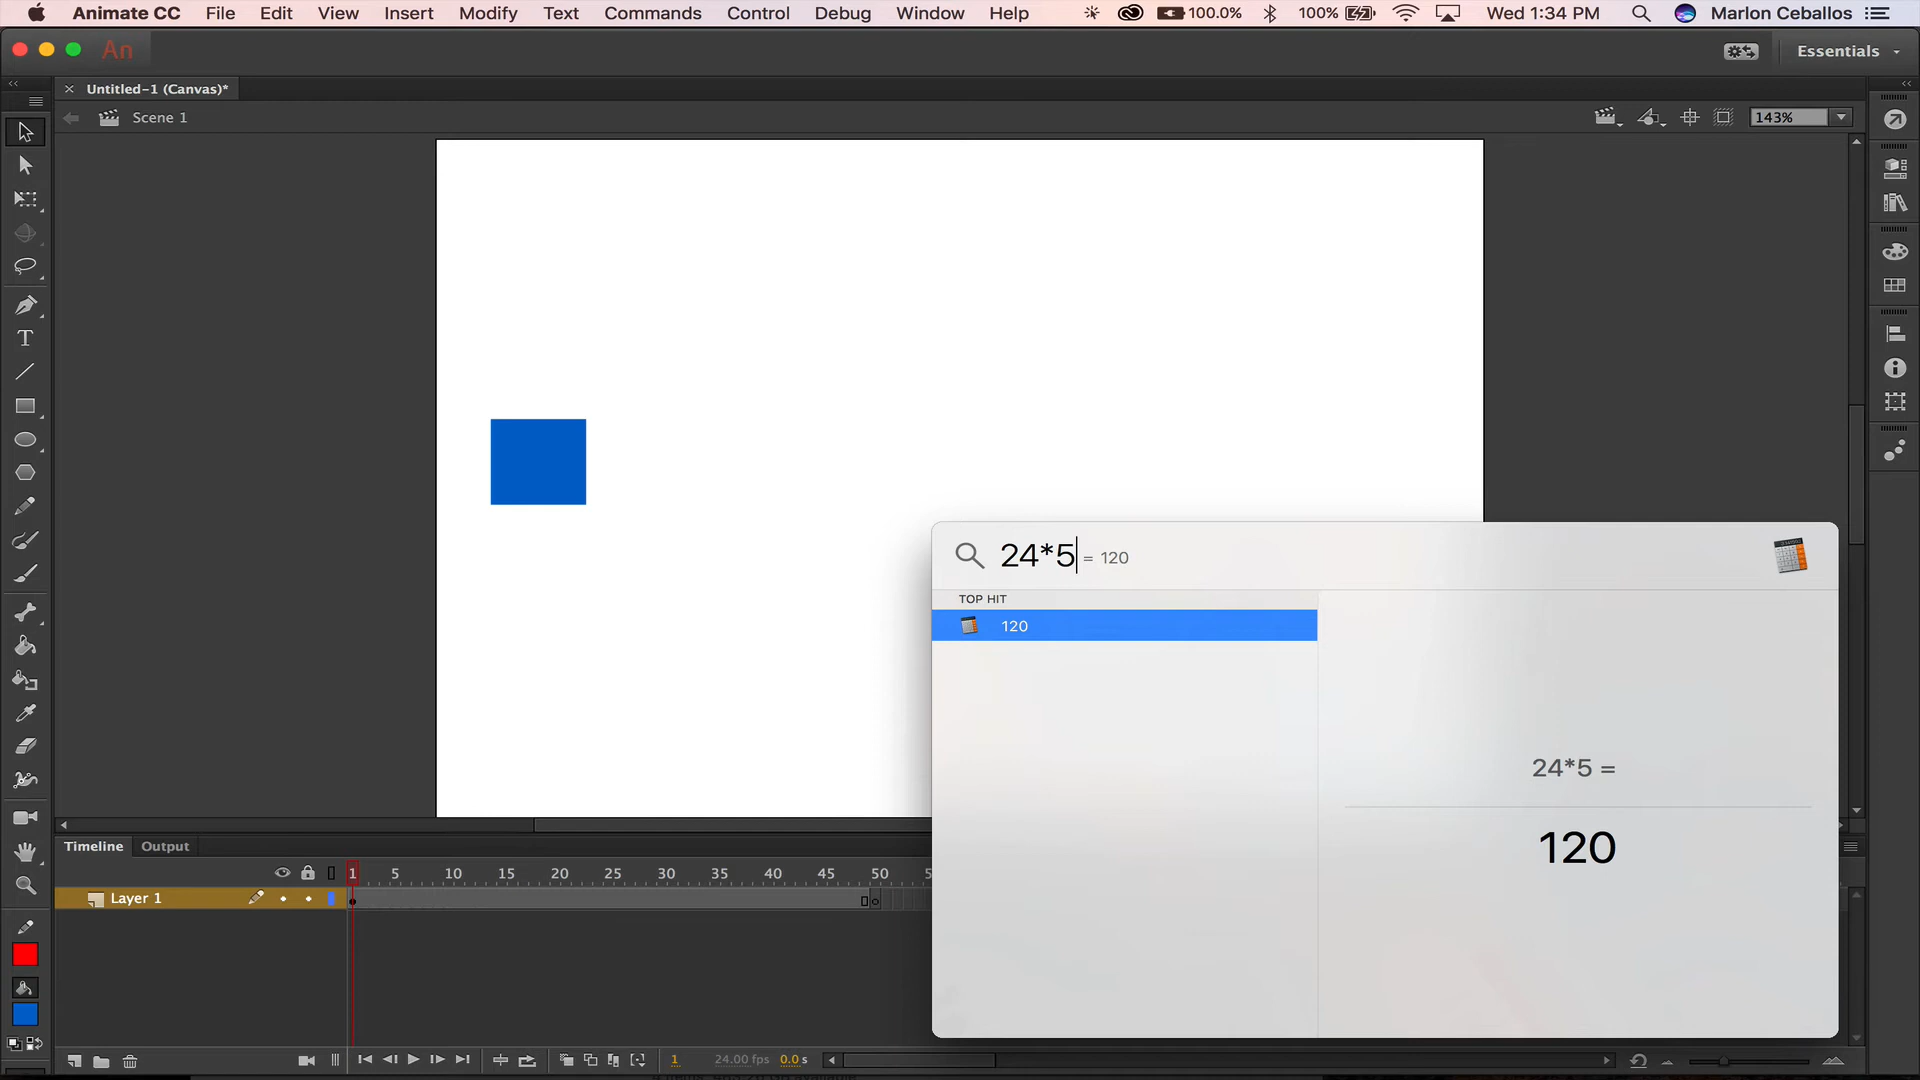 Animate CC File Edit View Insert Modify Text Commands Control Debug Window Help 100.0% 100% Wed 1:34 PM Marlon Ceballos
An Essentials
Untitled-1 (Canvas)*
Scene 1 143%
24*5 = 120
TOP HIT
120
24*5 =
120
Timeline Output
1 5 10 15 20 25 30 35 40 45 50
Layer 1
1 24.00 fps 0.0 s